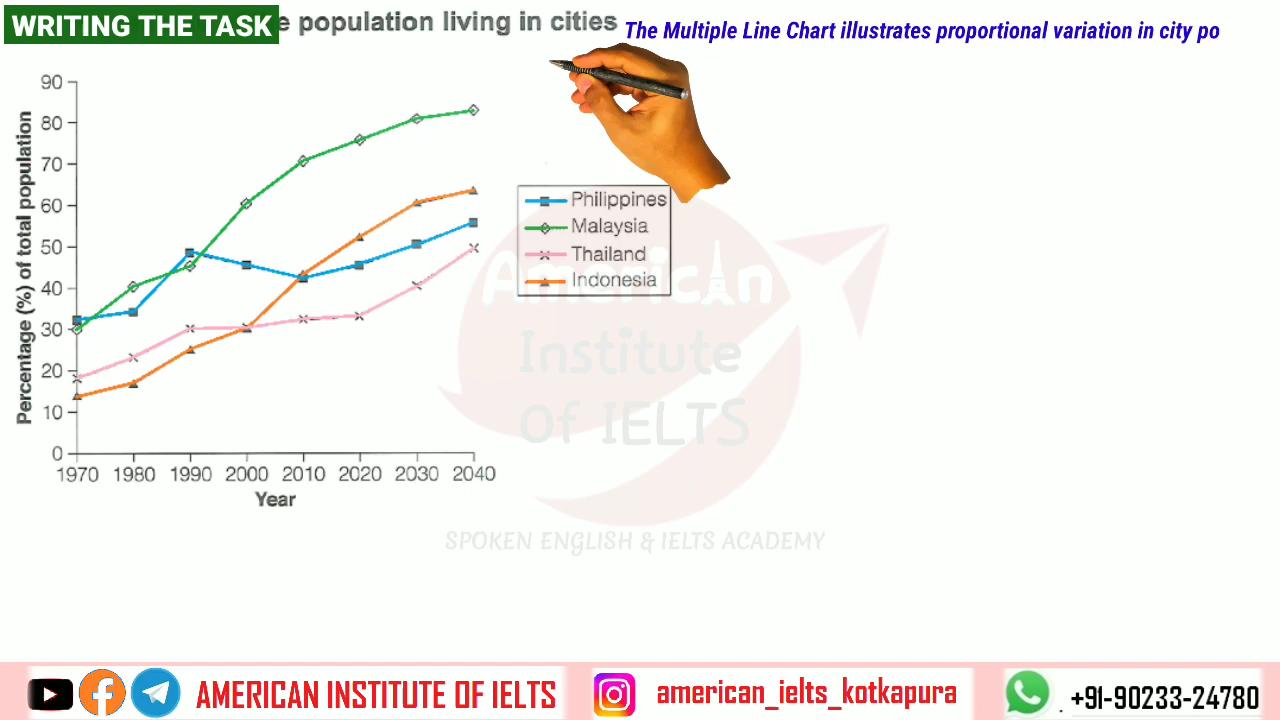 WRITING THE TASK
e population living in cities
The Multiple Line Chart illustrates proportional variation in city po
Percentage (%) of total population
90
80
70
60
50
40
30
20
10
0
1970 1980 1990 2000 2010 2020 2030 2040
Year
Philippines
Malaysia
Thailand
Indonesia
American
Institute
Of IELTS
SPOKEN ENGLISH & IELTS ACADEMY
AMERICAN INSTITUTE OF IELTS
american_ielts_kotkapura
. +91-90233-24780